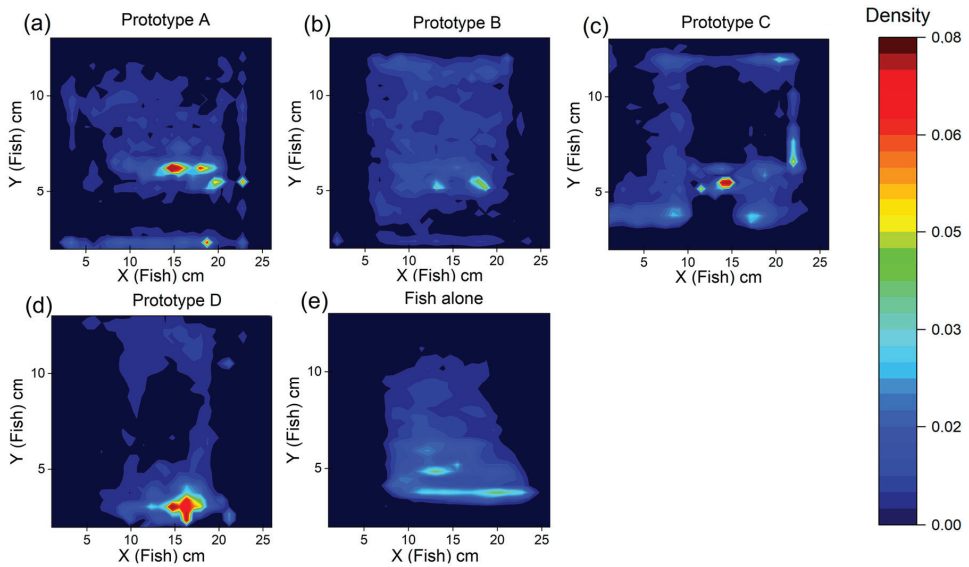 (a) Prototype A
(b) Prototype B
(c) Prototype C
Density
Y (Fish) cm
10
5
5 10 15 20 25
X (Fish) cm
Y (Fish) cm
10
5
5 10 15 20 25
X (Fish) cm
Y (Fish) cm
10
5
5 10 15 20 25
X (Fish) cm
(d) Prototype D
(e) Fish alone
Y (Fish) cm
10
5
5 10 15 20 25
X (Fish) cm
Y (Fish) cm
10
5
5 10 15 20 25
X (Fish) cm
0.08
0.06
0.05
0.03
0.02
0.00